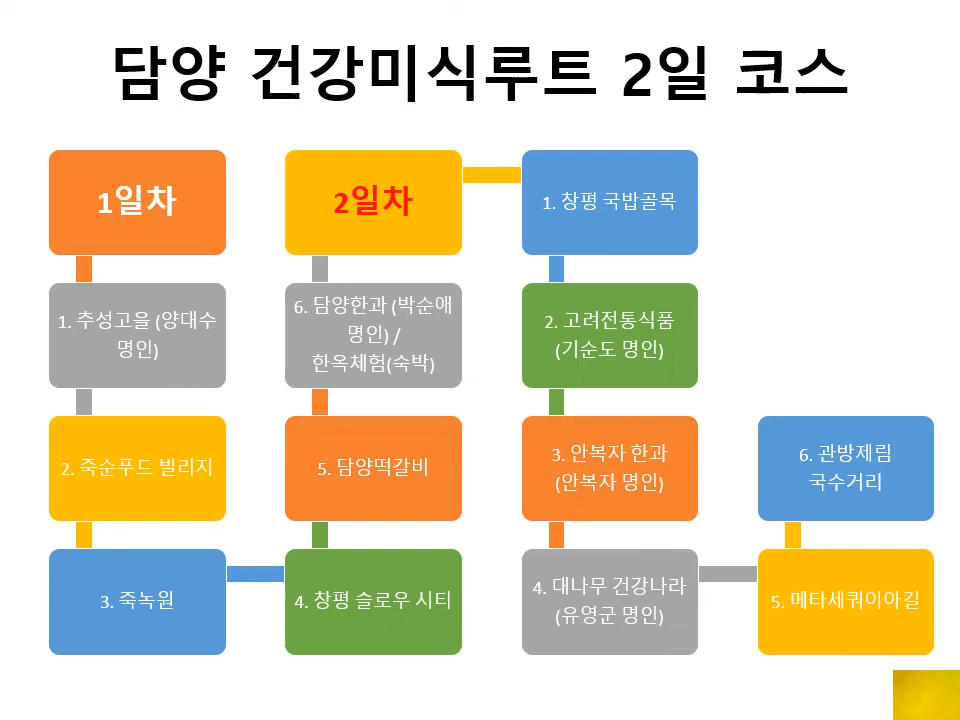 담양 건강미식루트 2일 코스
1일차
1. 추성고을 (양대수
명인)
2. 죽순푸드 빌리지
3. 죽녹원
4. 창평 슬로우 시티
5. 담양떡갈비
6. 담양한과 (박순애
명인) /
한옥체험(숙박)
2일차
1. 창평 국밥골목
2. 고려전통식품
(기순도 명인)
3. 안복자 한과
(안복자 명인)
4. 대나무 건강나라
(유영군 명인)
5. 메타세쿼이아길
6. 관방제림
국수거리